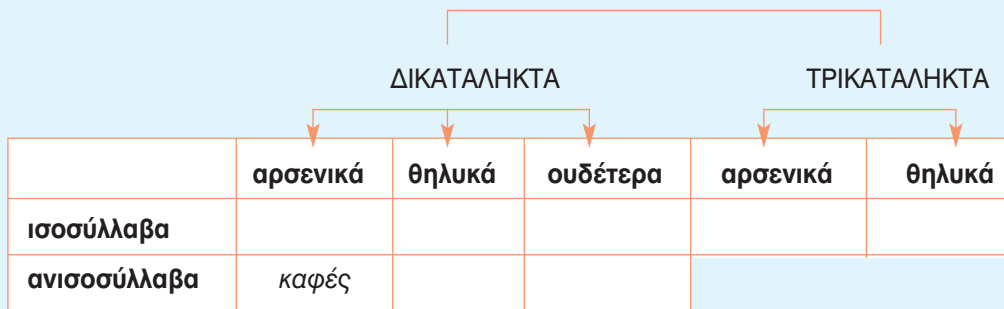 ΔΙΚΑΤΑΛΗΚΤΑ ΤΡΙΚΑΤΑΛΗΚΤΑ
αρσενικά θηλυκά ουδέτερα αρσενικά θηλυκά
ισοσύλλαβα
ανισοσύλλαβα καφές